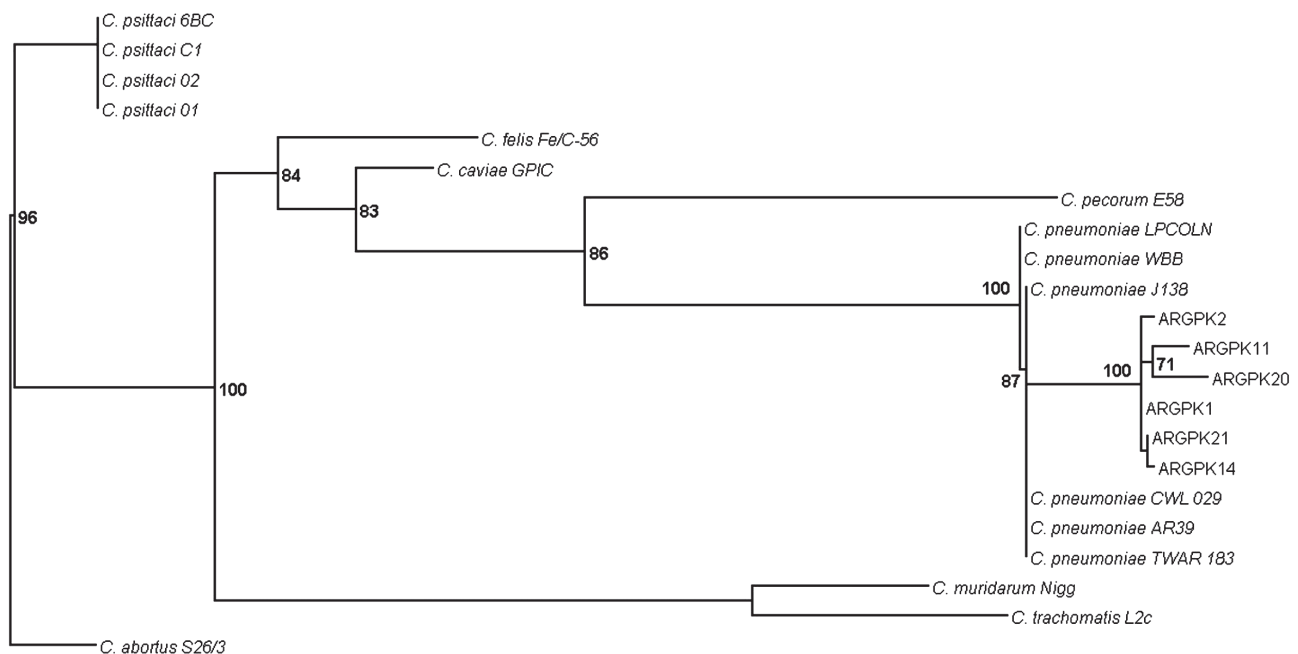 C. psittaci 6BC
C. psittaci C1
C. psittaci 02
C. psittaci 01
C. felis Fe/C-56
84
C. caviae GPIC
C. pecorum E58
83
96
C. pneumoniae LPCOLN
86
C. pneumoniae WBB
100
C. pneumoniae J138
ARGPK2
ARGPK11
100
71
87
ARGPK20
100
ARGPK1
ARGPK21
ARGPK14
C. pneumoniae CWL 029
C. pneumoniae AR39
C. pneumoniae TWAR 183
C. muridarum Nigg
C. trachomatis L2c
C. abortus S26/3